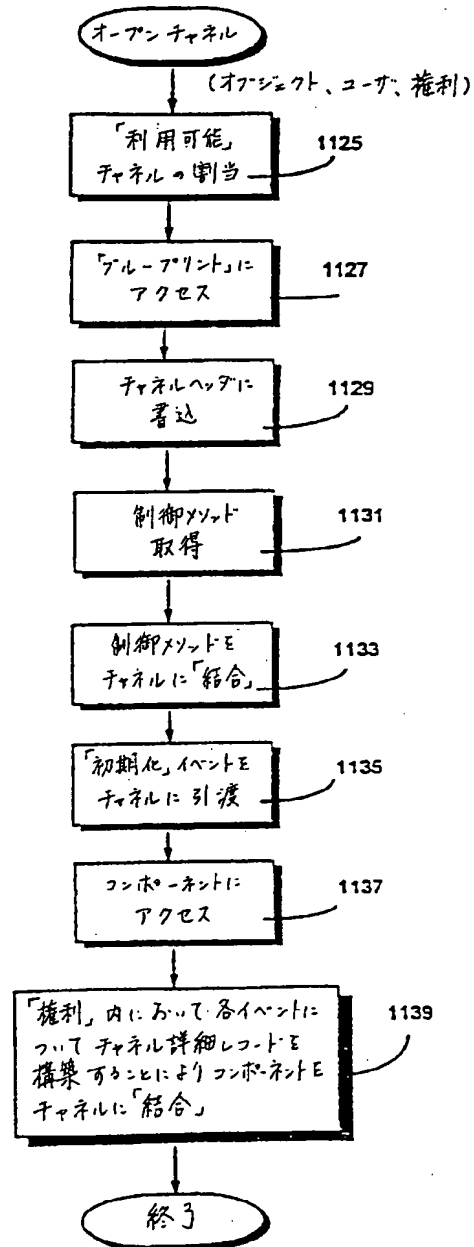 オープンチャネル
(オブジェクト、ユーザ、権利)
「利用可能」
チャネルの割当
1125
「ブループリント」に
アクセス
1127
チャネルヘッダに
書込
1129
制御メソッド
取得
1131
制御メソッドを
チャネルに「結合」
1133
「初期化」イベントを
チャネルに引渡
1135
コンポーネントに
アクセス
1137
「権利」内において各イベントに
ついてチャネル詳細レコードを
構築することによりコンポーネントを
チャネルに「結合」
1139
終了